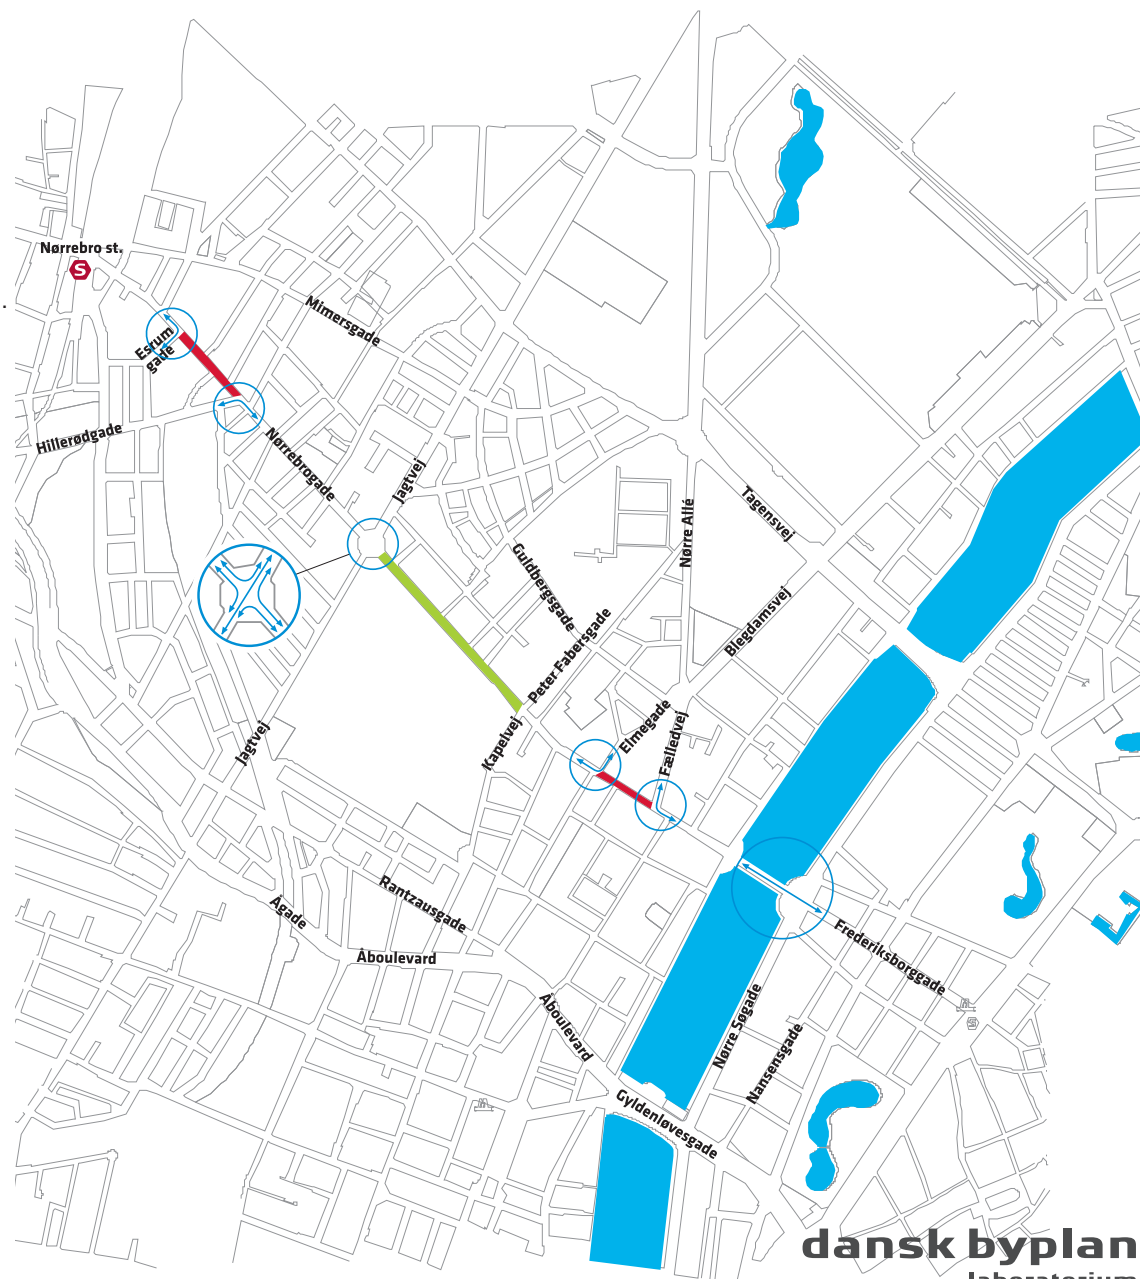 Nørrebro st.
S
Mimersgade
Esrum
gade
Hillerødgade
Nørrebrogade
Jagtvej
Tagensvej
Nørre Allé
Guldbergsgade
Blegdamsvej
Peter Fabersgade
Elmegade
Fælledvej
Kapelvej
Jagtvej
Rantzausgade
Ågade
Åboulevard
Frederiksborggade
Åboulevard
Nørre Søgade
Nansensgade
Gyldenløvesgade
dansk byplan
laboratorium